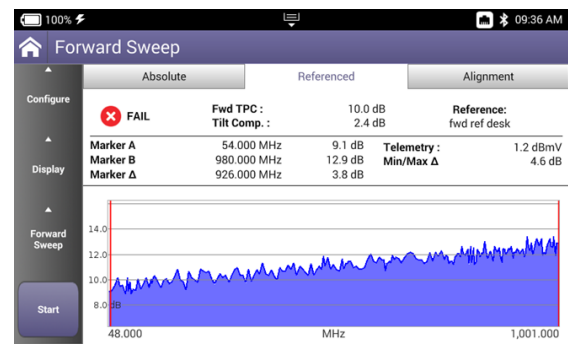 100% 09:36 AM
Forward Sweep
Configure
Display
Forward
Sweep
Start
Absolute Referenced Alignment
FAIL
Fwd TPC : 10.0 dB
Tilt Comp. : 2.4 dB
Reference:
fwd ref desk
Marker A 54.000 MHz 9.1 dB
Marker B 980.000 MHz 12.9 dB
Marker Δ 926.000 MHz 3.8 dB
Telemetry : 1.2 dBmV
Min/Max Δ 4.6 dB
14.0
12.0
10.0
8.0 dB
48.000 MHz 1,001.000